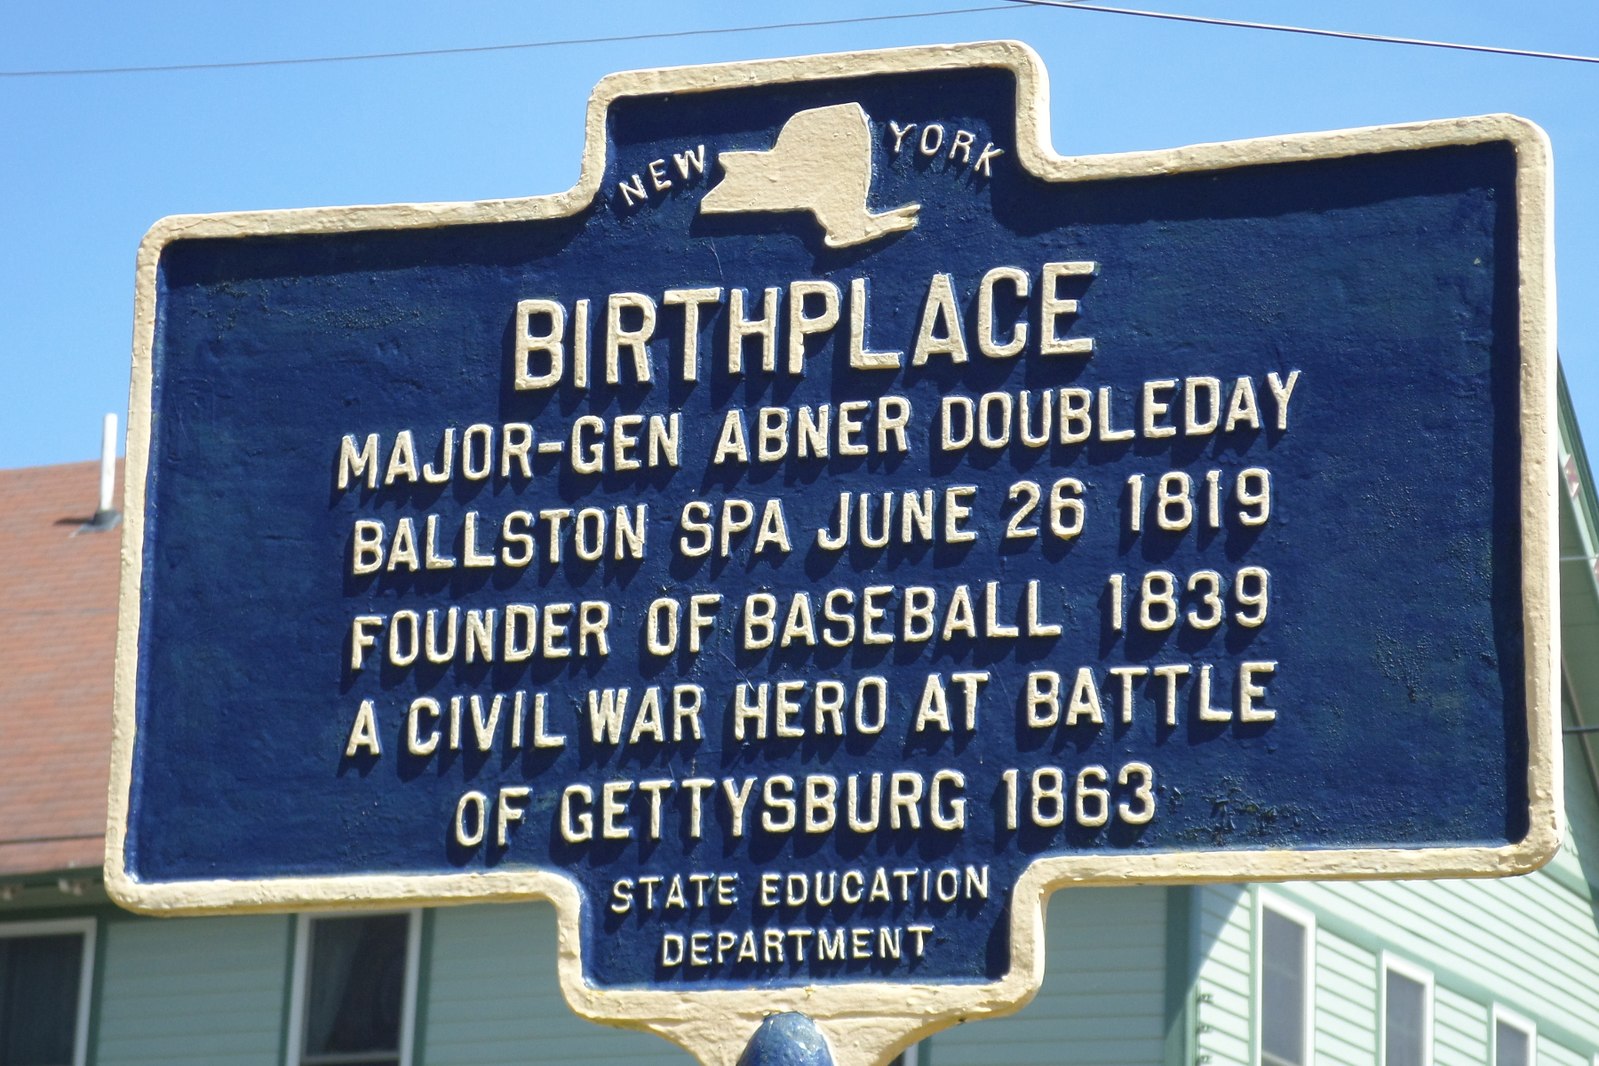 NEW YORK
BIRTHPLACE
MAJOR-GEN ABNER DOUBLEDAY
BALLSTON SPA JUNE 26 1819
FOUNDER OF BASEBALL 1839
A CIVIL WAR HERO AT BATTLE
OF GETTYSBURG 1863
STATE EDUCATION
DEPARTMENT